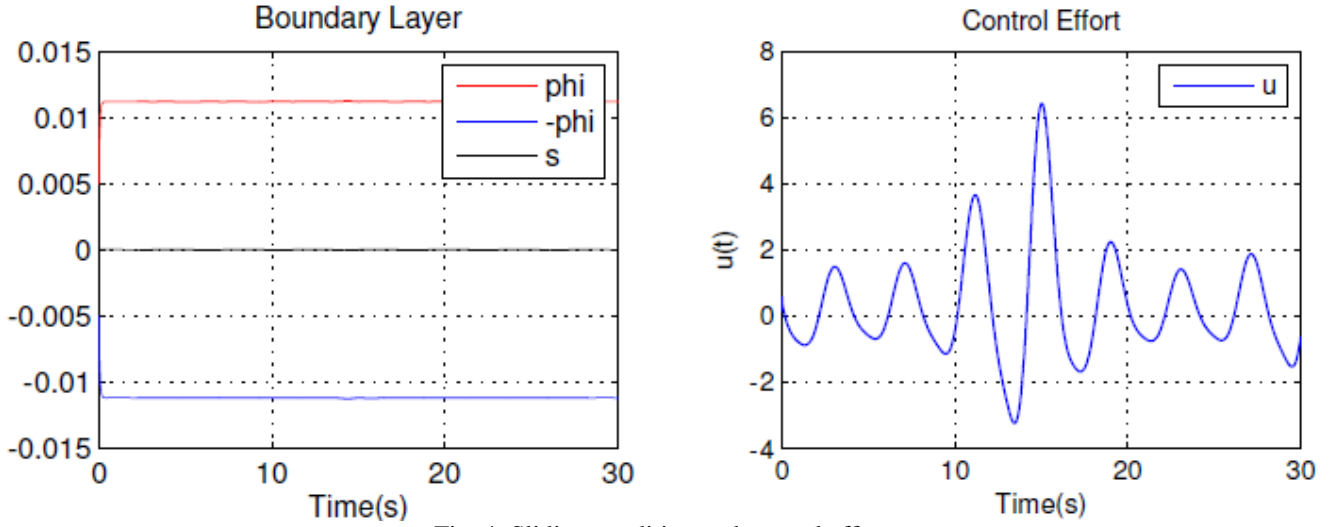 Boundary Layer
0.015
0.01
0.005
0
-0.005
-0.01
-0.015
phi
-phi
s
0 10 20 30
Time(s)
Control Effort
8
6
4
2
0
-2
-4
u(t)
u
0 10 20 30
Time(s)